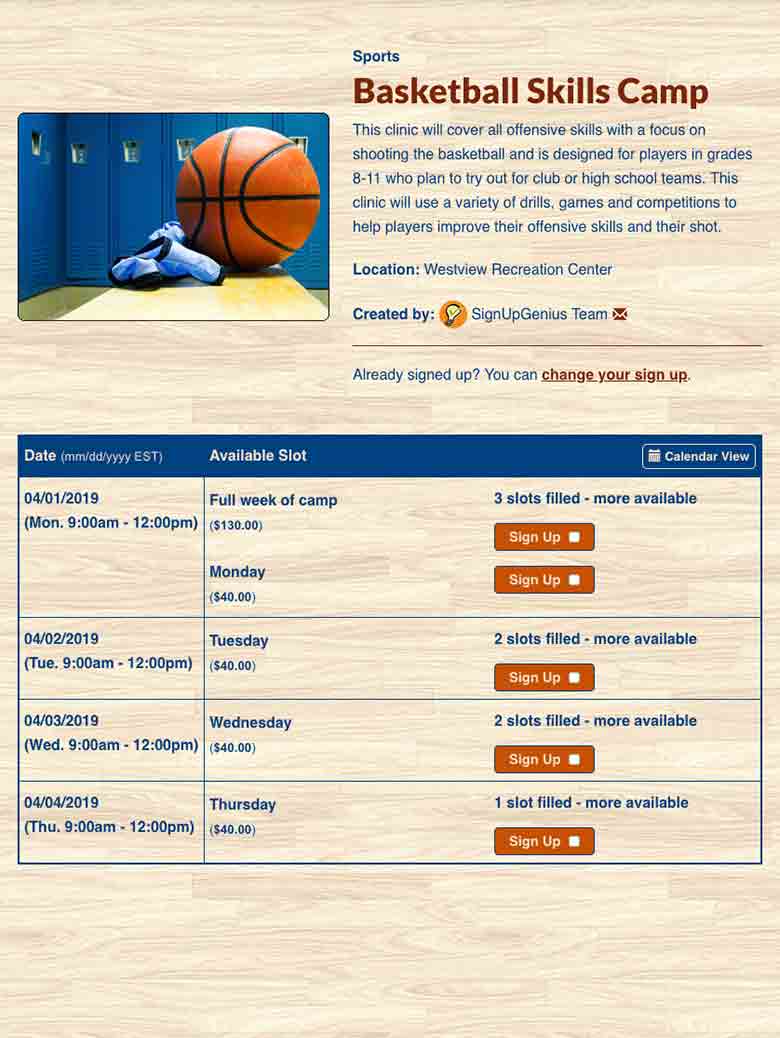 Sports
Basketball Skills Camp
This clinic will cover all offensive skills with a focus on
shooting the basketball and is designed for players in grades
8-11 who plan to try out for club or high school teams. This
clinic will use a variety of drills, games and competitions to
help players improve their offensive skills and their shot.
Location: Westview Recreation Center
Created by: SignUpGenius Team
Already signed up? You can change your sign up.
Date (mm/dd/yyyy EST) Available Slot Calendar View
04/01/2019 Full week of camp 3 slots filled - more available
(Mon. 9:00am - 12:00pm) ($130.00) Sign Up
Monday Sign Up
($40.00)
04/02/2019 Tuesday 2 slots filled - more available
(Tue. 9:00am - 12:00pm) ($40.00) Sign Up
04/03/2019 Wednesday 2 slots filled - more available
(Wed. 9:00am - 12:00pm) ($40.00) Sign Up
04/04/2019 Thursday 1 slot filled - more available
(Thu. 9:00am - 12:00pm) ($40.00) Sign Up